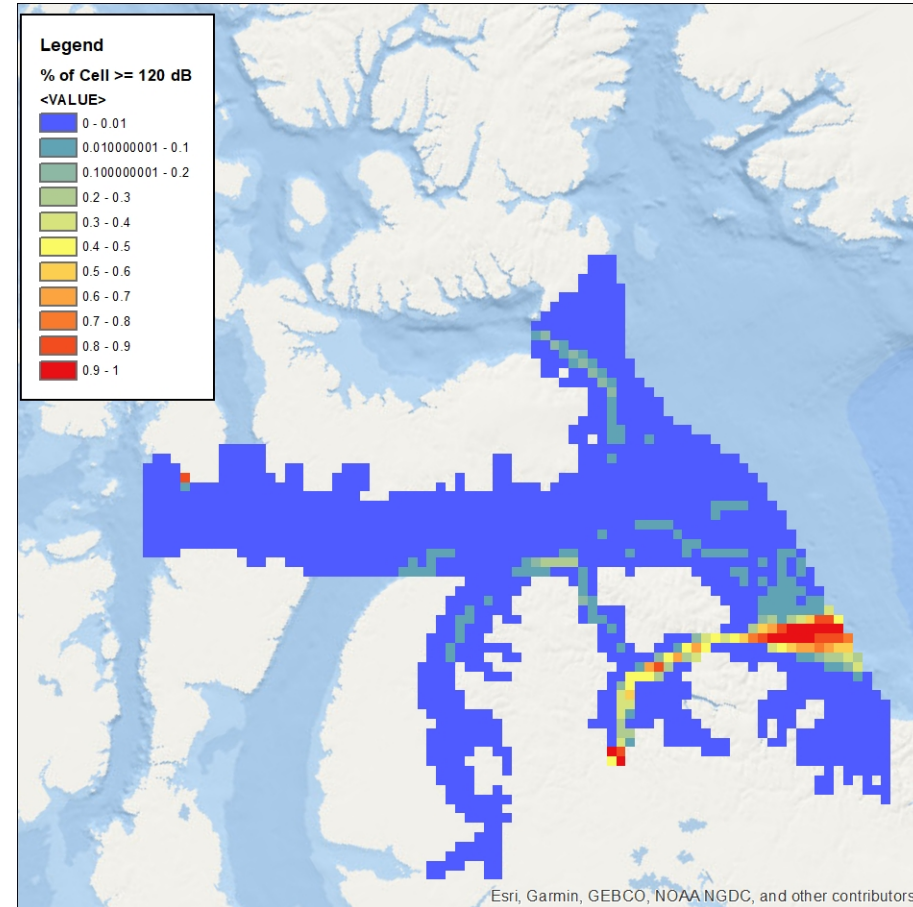 Legend
% of Cell >= 120 dB
<VALUE>
0 - 0.01
0.010000001 - 0.1
0.100000001 - 0.2
0.2 - 0.3
0.3 - 0.4
0.4 - 0.5
0.5 - 0.6
0.6 - 0.7
0.7 - 0.8
0.8 - 0.9
0.9 - 1
Esri, Garmin, GEBCO, NOAA NGDC, and other contributors